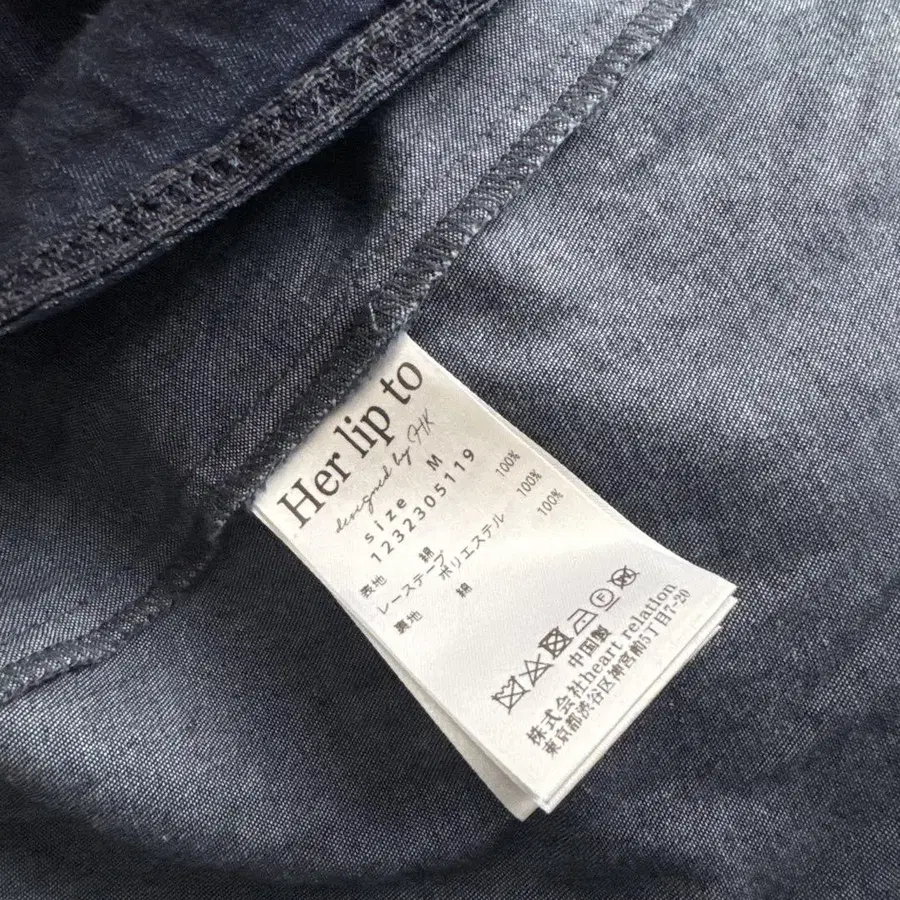 Her lip to
designed by HK
size M
1232305119
表地 綿 100%
レーステープ ポリエステル 100%
裏地 綿 100%
中国製
株式会社heart relation
東京都渋谷区神宮前5丁目7-20